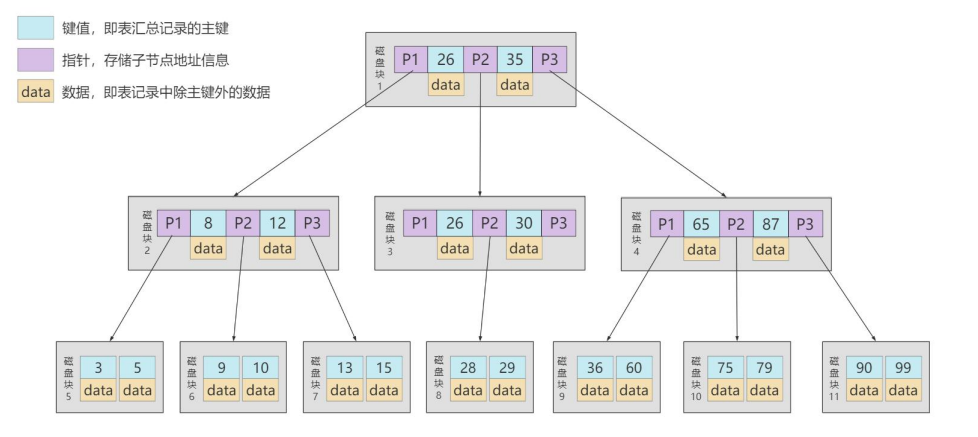 键值，即表汇总记录的主键
指针，存储子节点地址信息
data 数据，即表记录中除主键外的数据
磁盘块1 P1 26 P2 35 P3
data data
磁盘块2 P1 8 P2 12 P3
data data
磁盘块3 P1 26 P2 30 P3
data data
磁盘块4 P1 65 P2 87 P3
data data
磁盘块5 3 5
data data
磁盘块6 9 10
data data
磁盘块7 13 15
data data
磁盘块8 28 29
data data
磁盘块9 36 60
data data
磁盘块10 75 79
data data
磁盘块11 90 99
data data